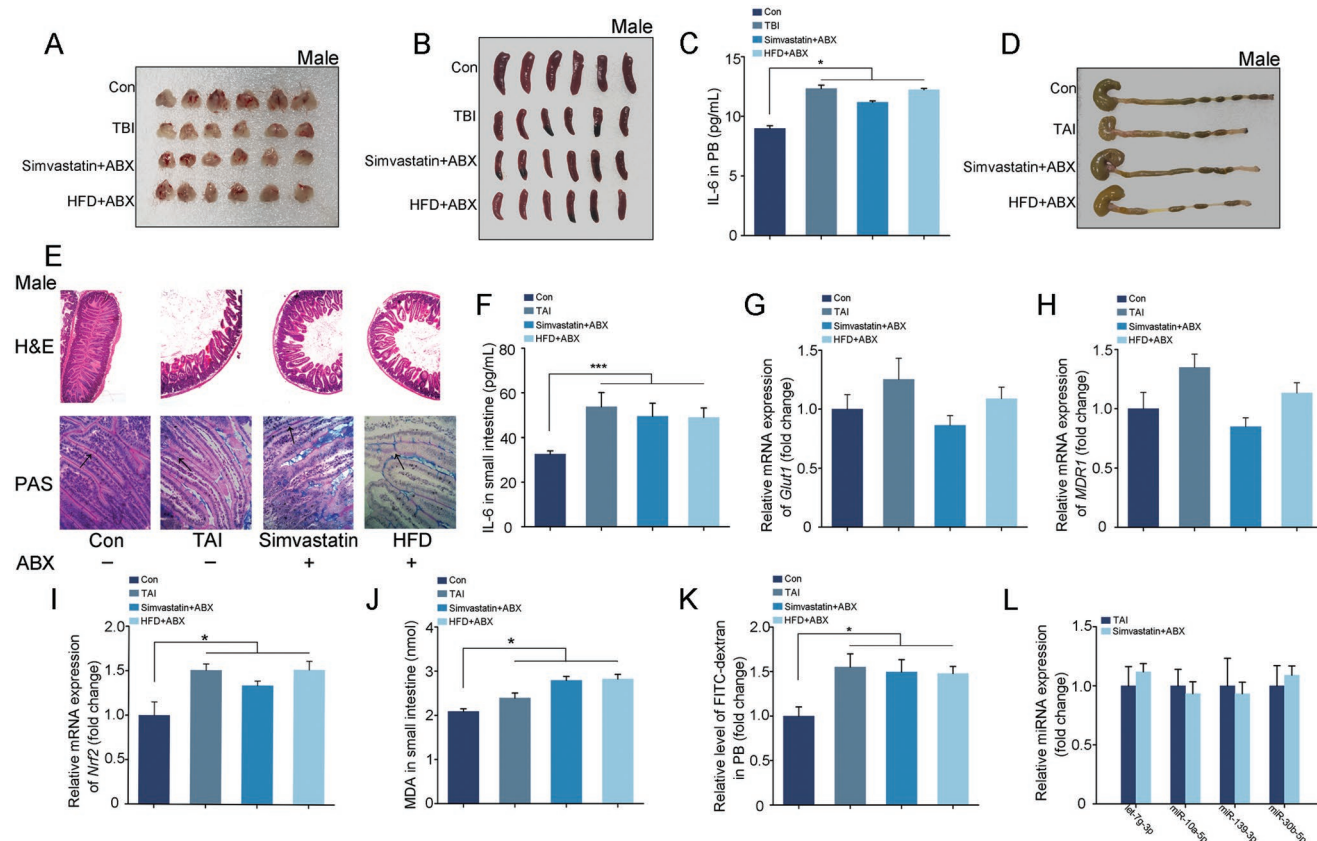 A
Male
Con
TBI
Simvastatin+ABX
HFD+ABX
B
Male
Con
TBI
Simvastatin+ABX
HFD+ABX
C
Con
TBI
Simvastatin+ABX
HFD+ABX
IL-6 in PB (pg/mL)
15
10
5
0
*
D
Male
Con
TAI
Simvastatin+ABX
HFD+ABX
E
Male
H&E
PAS
Con TAI Simvastatin HFD
ABX − − + +
F
Con
TAI
Simvastatin+ABX
HFD+ABX
IL-6 in small intestine (pg/mL)
80
60
40
20
0
***
G
Con
TAI
Simvastatin+ABX
HFD+ABX
Relative mRNA expression
of Glut1 (fold change)
1.5
1.0
0.5
0
H
Con
TAI
Simvastatin+ABX
HFD+ABX
Relative mRNA expression
of MDR1 (fold change)
1.5
1.0
0.5
0
I
Con
TAI
Simvastatin+ABX
HFD+ABX
Relative mRNA expression
of Nrf2 (fold change)
2.0
1.5
1.0
0.5
0
*
J
Con
TAI
Simvastatin+ABX
HFD+ABX
MDA in small intestine (nmol)
4
3
2
1
0
*
K
Con
TAI
Simvastatin+ABX
HFD+ABX
Relative level of FITC-dextran
in PB (fold change)
2.0
1.5
1.0
0.5
0
*
L
TAI
Simvastatin+ABX
Relative miRNA expression
(fold change)
1.5
1.0
0.5
0
let-7g-3p
miR-10a-5p
miR-139-3p
miR-30b-5p